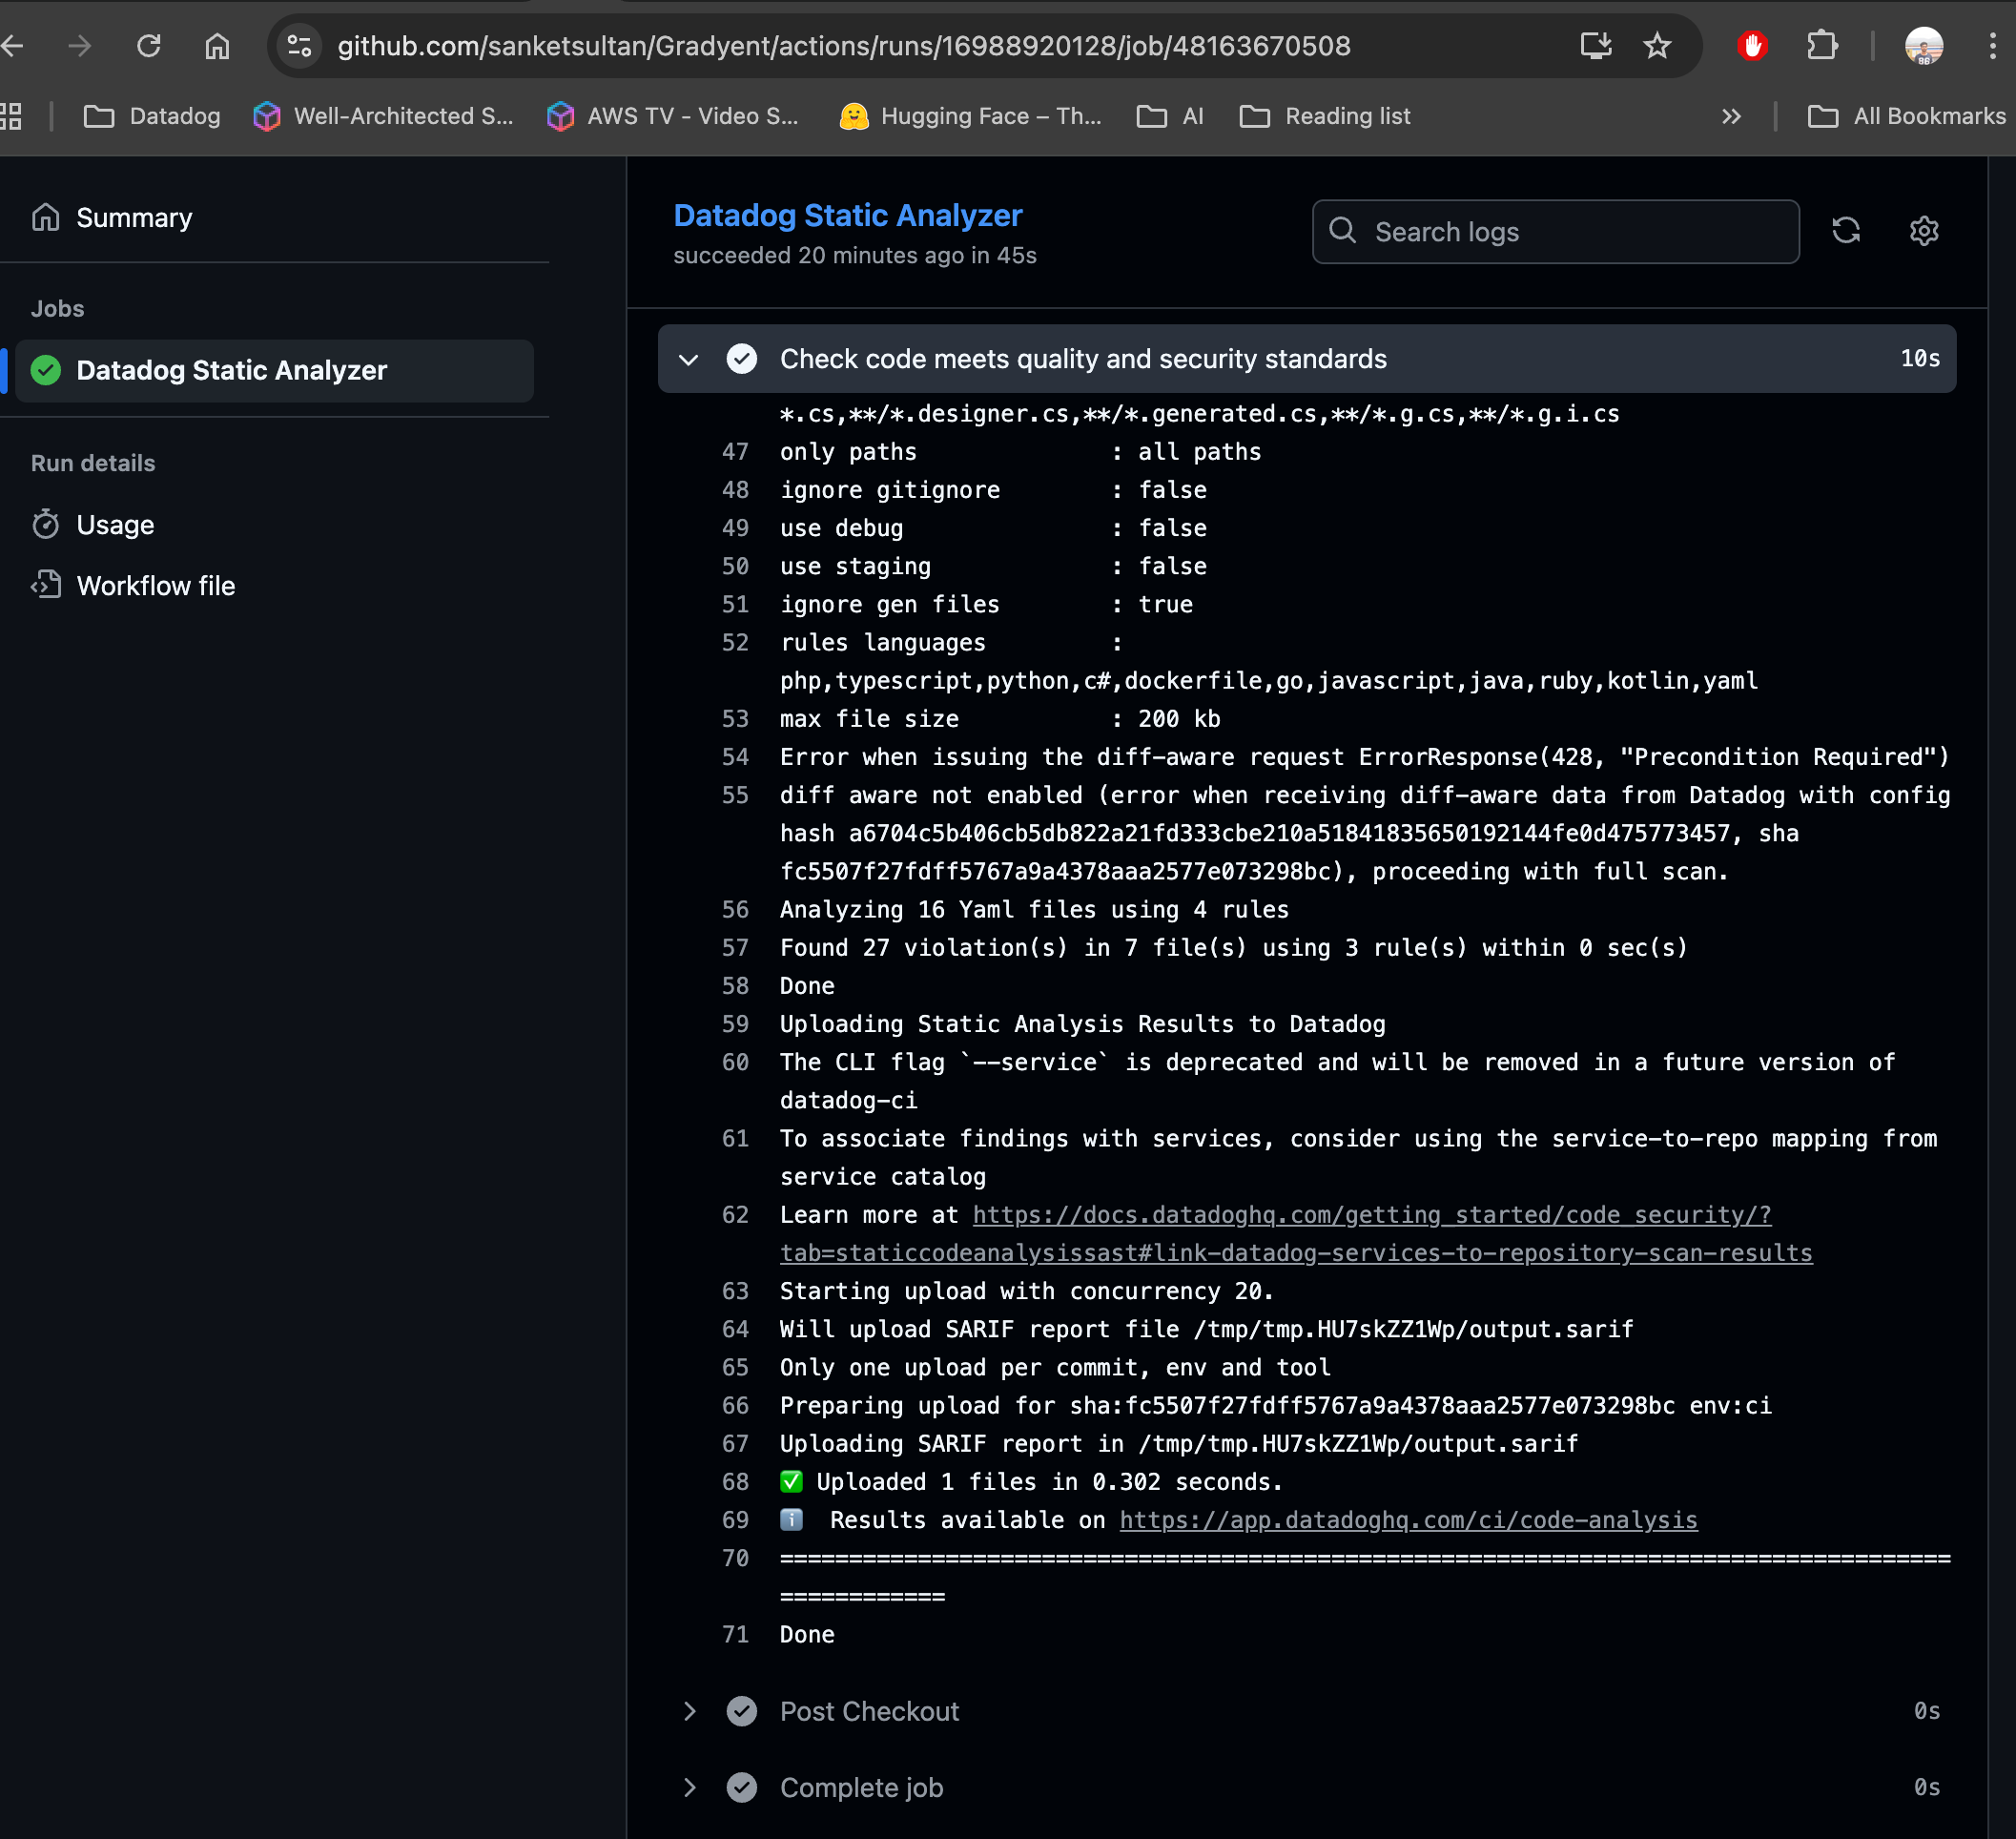 github.com/sanketsultan/Gradyent/actions/runs/16988920128/job/48163670508
Datadog
Well-Architected S...
AWS TV - Video S...
Hugging Face – Th...
AI
Reading list
All Bookmarks
Summary
Jobs
Datadog Static Analyzer
Run details
Usage
Workflow file
Datadog Static Analyzer
succeeded 20 minutes ago in 45s
Search logs
Check code meets quality and security standards 10s
*.cs,**/*.designer.cs,**/*.generated.cs,**/*.g.cs,**/*.g.i.cs
47 only paths : all paths
48 ignore gitignore : false
49 use debug : false
50 use staging : false
51 ignore gen files : true
52 rules languages :
php,typescript,python,c#,dockerfile,go,javascript,java,ruby,kotlin,yaml
53 max file size : 200 kb
54 Error when issuing the diff-aware request ErrorResponse(428, "Precondition Required")
55 diff aware not enabled (error when receiving diff-aware data from Datadog with config
hash a6704c5b406cb5db822a21fd333cbe210a51841835650192144fe0d475773457, sha
fc5507f27fdff5767a9a4378aaa2577e073298bc), proceeding with full scan.
56 Analyzing 16 Yaml files using 4 rules
57 Found 27 violation(s) in 7 file(s) using 3 rule(s) within 0 sec(s)
58 Done
59 Uploading Static Analysis Results to Datadog
60 The CLI flag `--service` is deprecated and will be removed in a future version of
datadog-ci
61 To associate findings with services, consider using the service-to-repo mapping from
service catalog
62 Learn more at https://docs.datadoghq.com/getting_started/code_security/?
tab=staticcodeanalysissast#link-datadog-services-to-repository-scan-results
63 Starting upload with concurrency 20.
64 Will upload SARIF report file /tmp/tmp.HU7skZZ1Wp/output.sarif
65 Only one upload per commit, env and tool
66 Preparing upload for sha:fc5507f27fdff5767a9a4378aaa2577e073298bc env:ci
67 Uploading SARIF report in /tmp/tmp.HU7skZZ1Wp/output.sarif
68 ✅ Uploaded 1 files in 0.302 seconds.
69 ℹ️ Results available on https://app.datadoghq.com/ci/code-analysis
70 =====================================================================================
============
71 Done
Post Checkout 0s
Complete job 0s